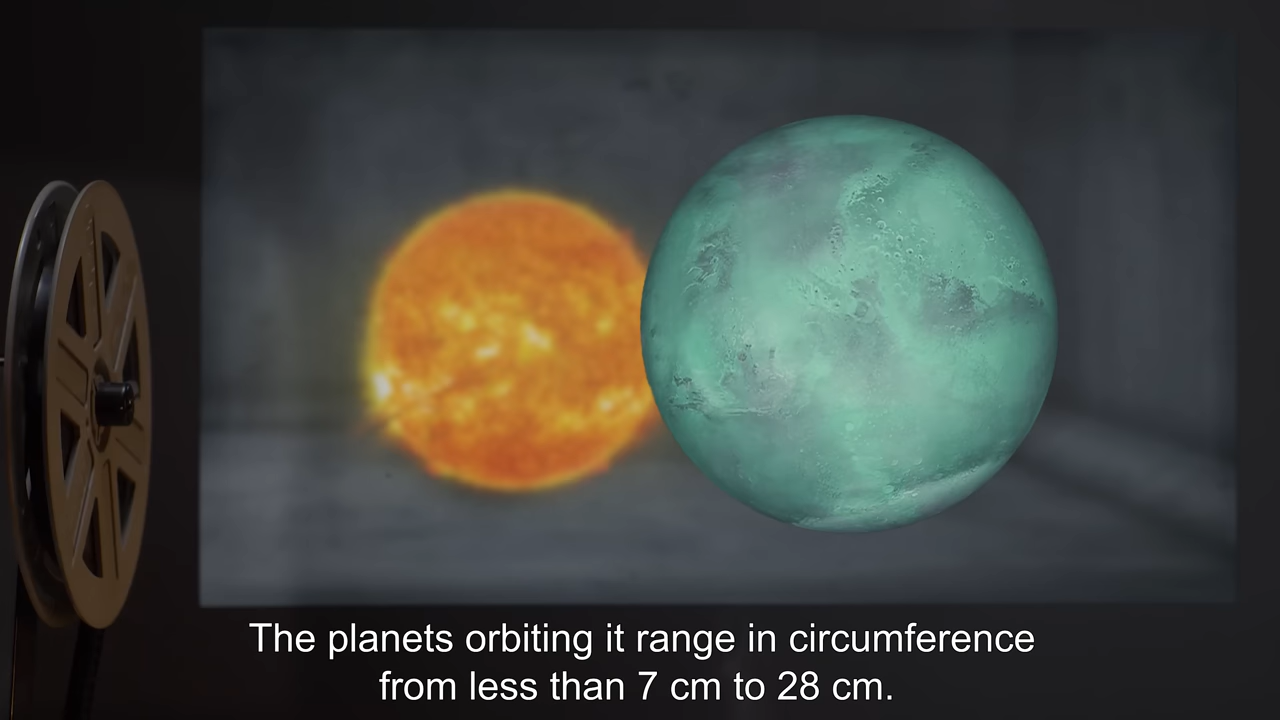 The planets orbiting it range in circumference
from less than 7 cm to 28 cm.